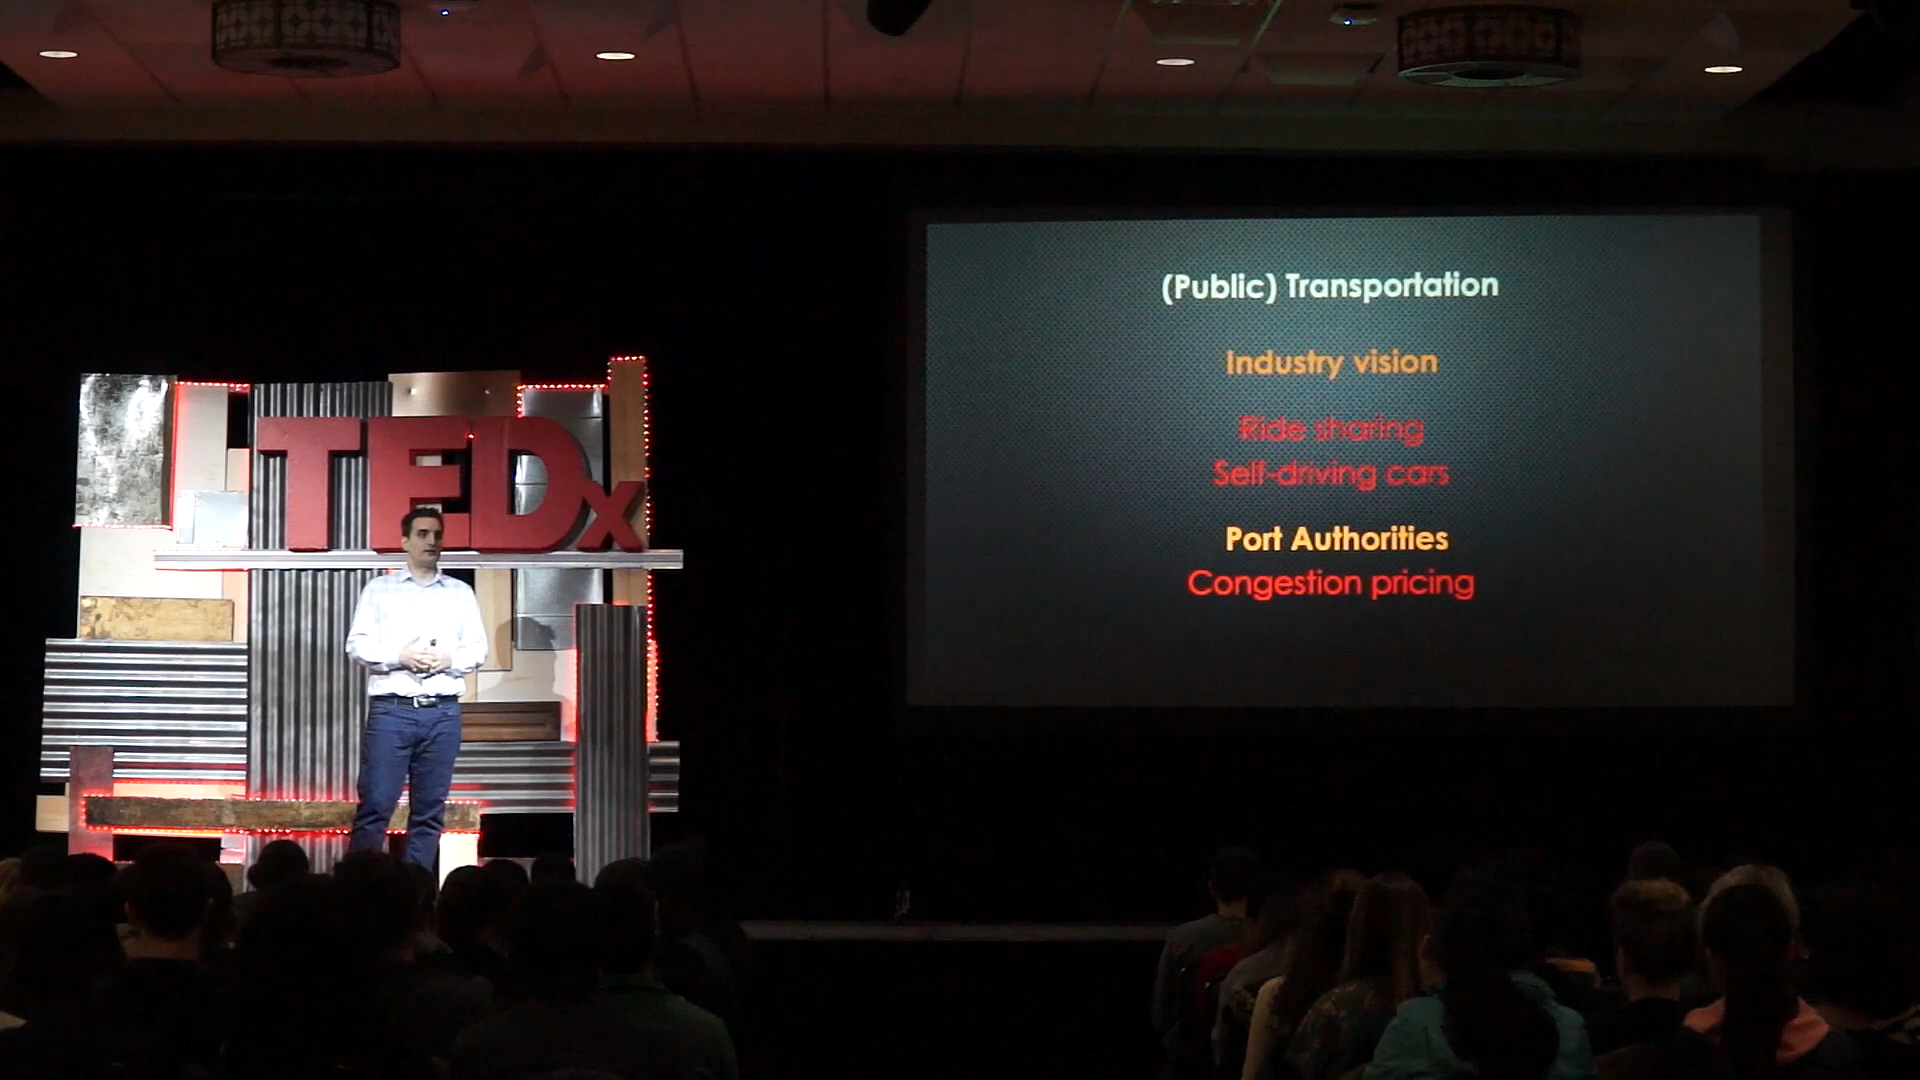 TEDx
(Public) Transportation
Industry vision
Ride sharing
Self-driving cars
Port Authorities
Congestion pricing